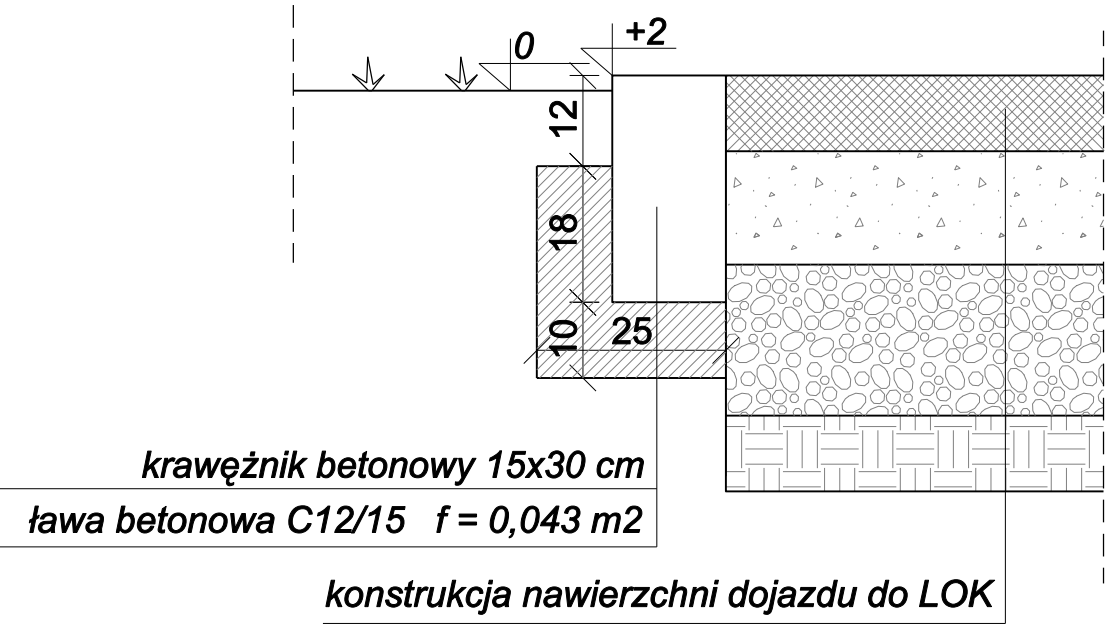 0
+2
12
18
10
25
krawężnik betonowy 15x30 cm
ława betonowa C12/15 f = 0,043 m2
konstrukcja nawierzchni dojazdu do LOK